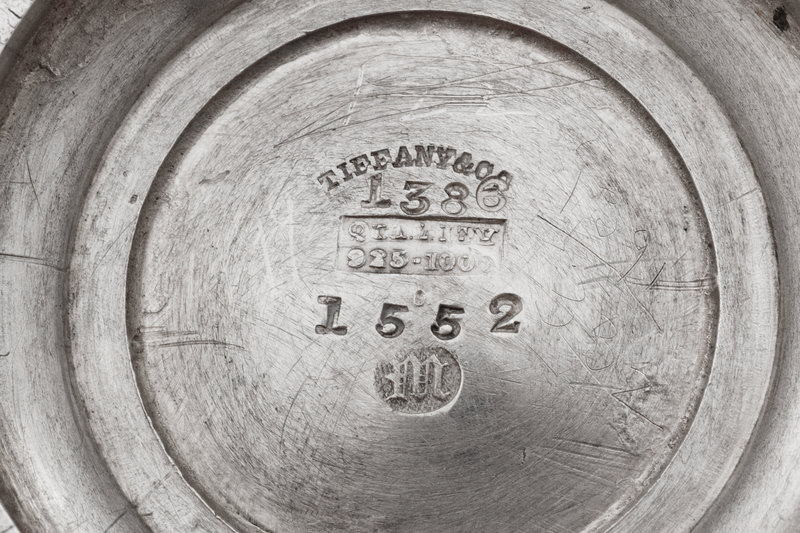 TIFFANY & Co
1386
QUALITY
925-1000
1552
M